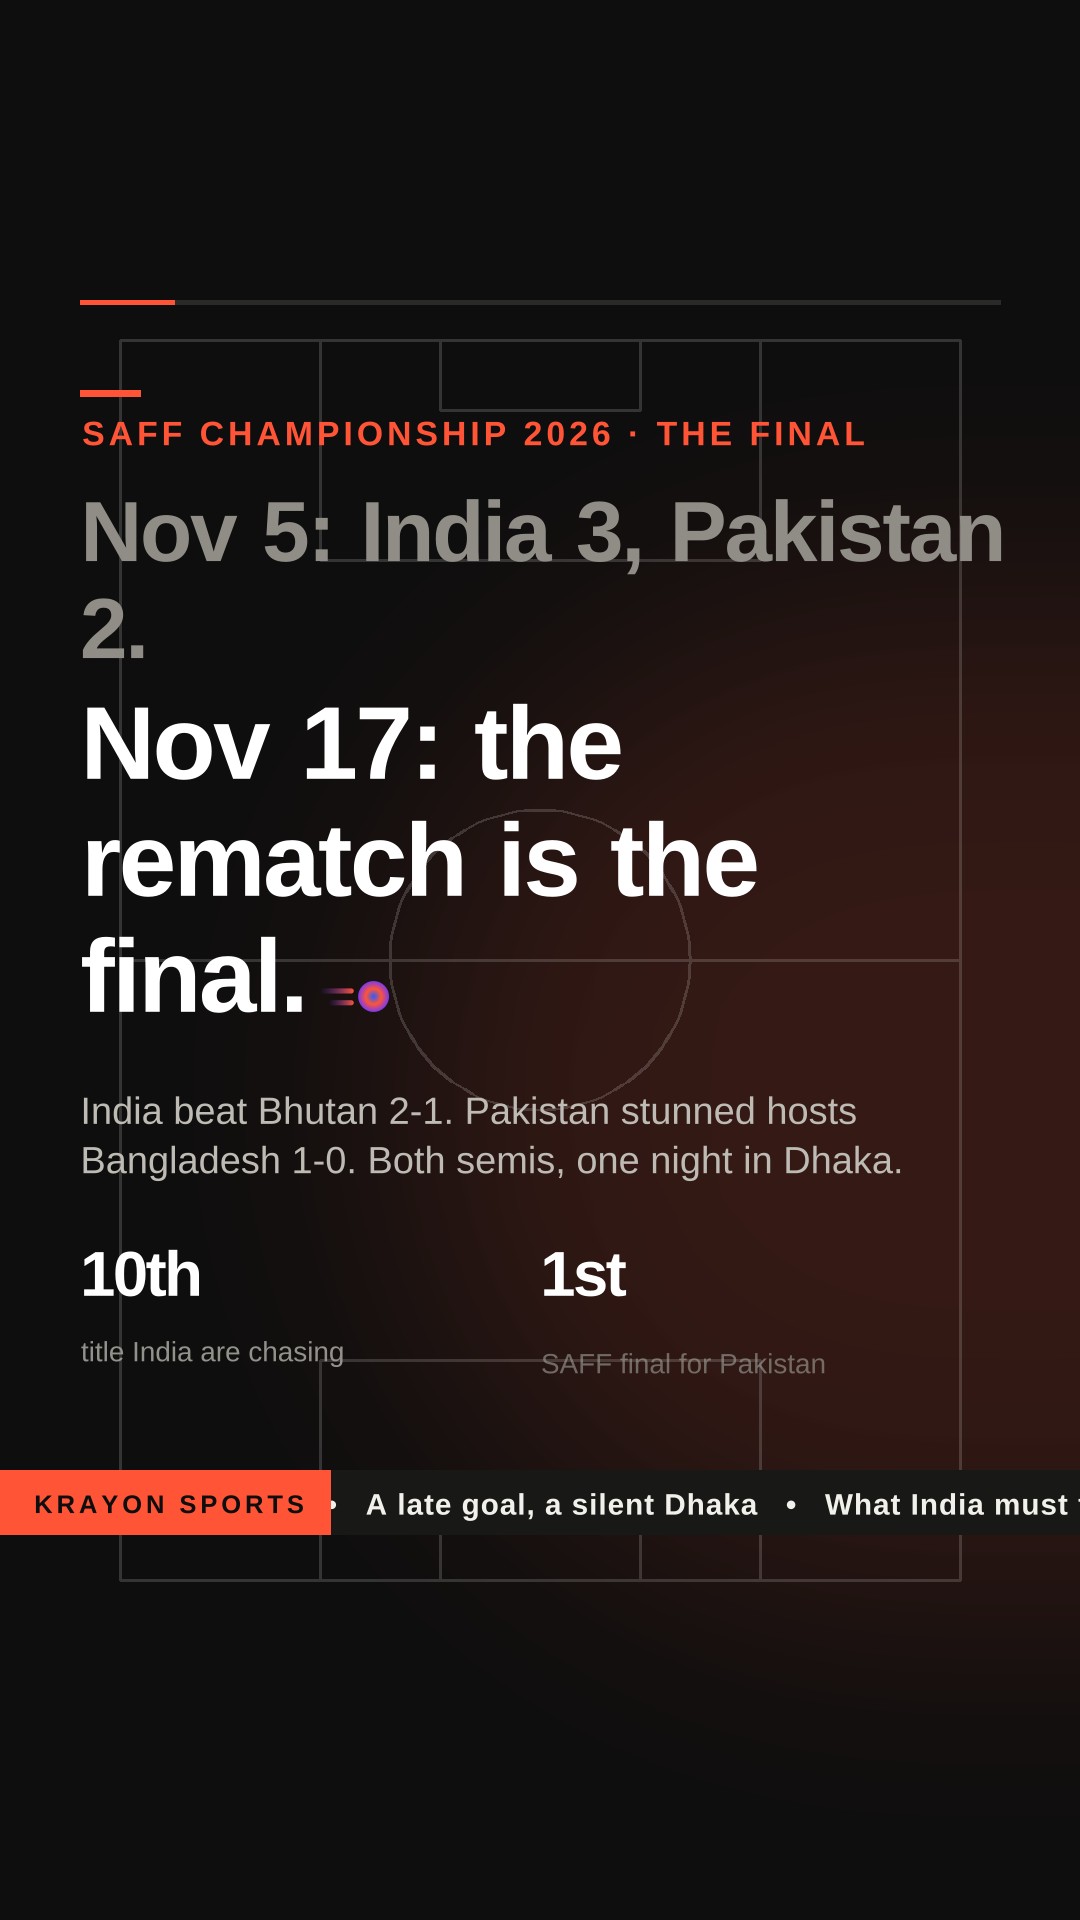 SAFF CHAMPIONSHIP 2026 · THE FINAL
Nov 5: India 3, Pakistan
2.
Nov 17: the
rematch is the
final.
India beat Bhutan 2-1. Pakistan stunned hosts
Bangladesh 1-0. Both semis, one night in Dhaka.
10th
1st
title India are chasing
SAFF final for Pakistan
KRAYON SPORTS • A late goal, a silent Dhaka • What India must